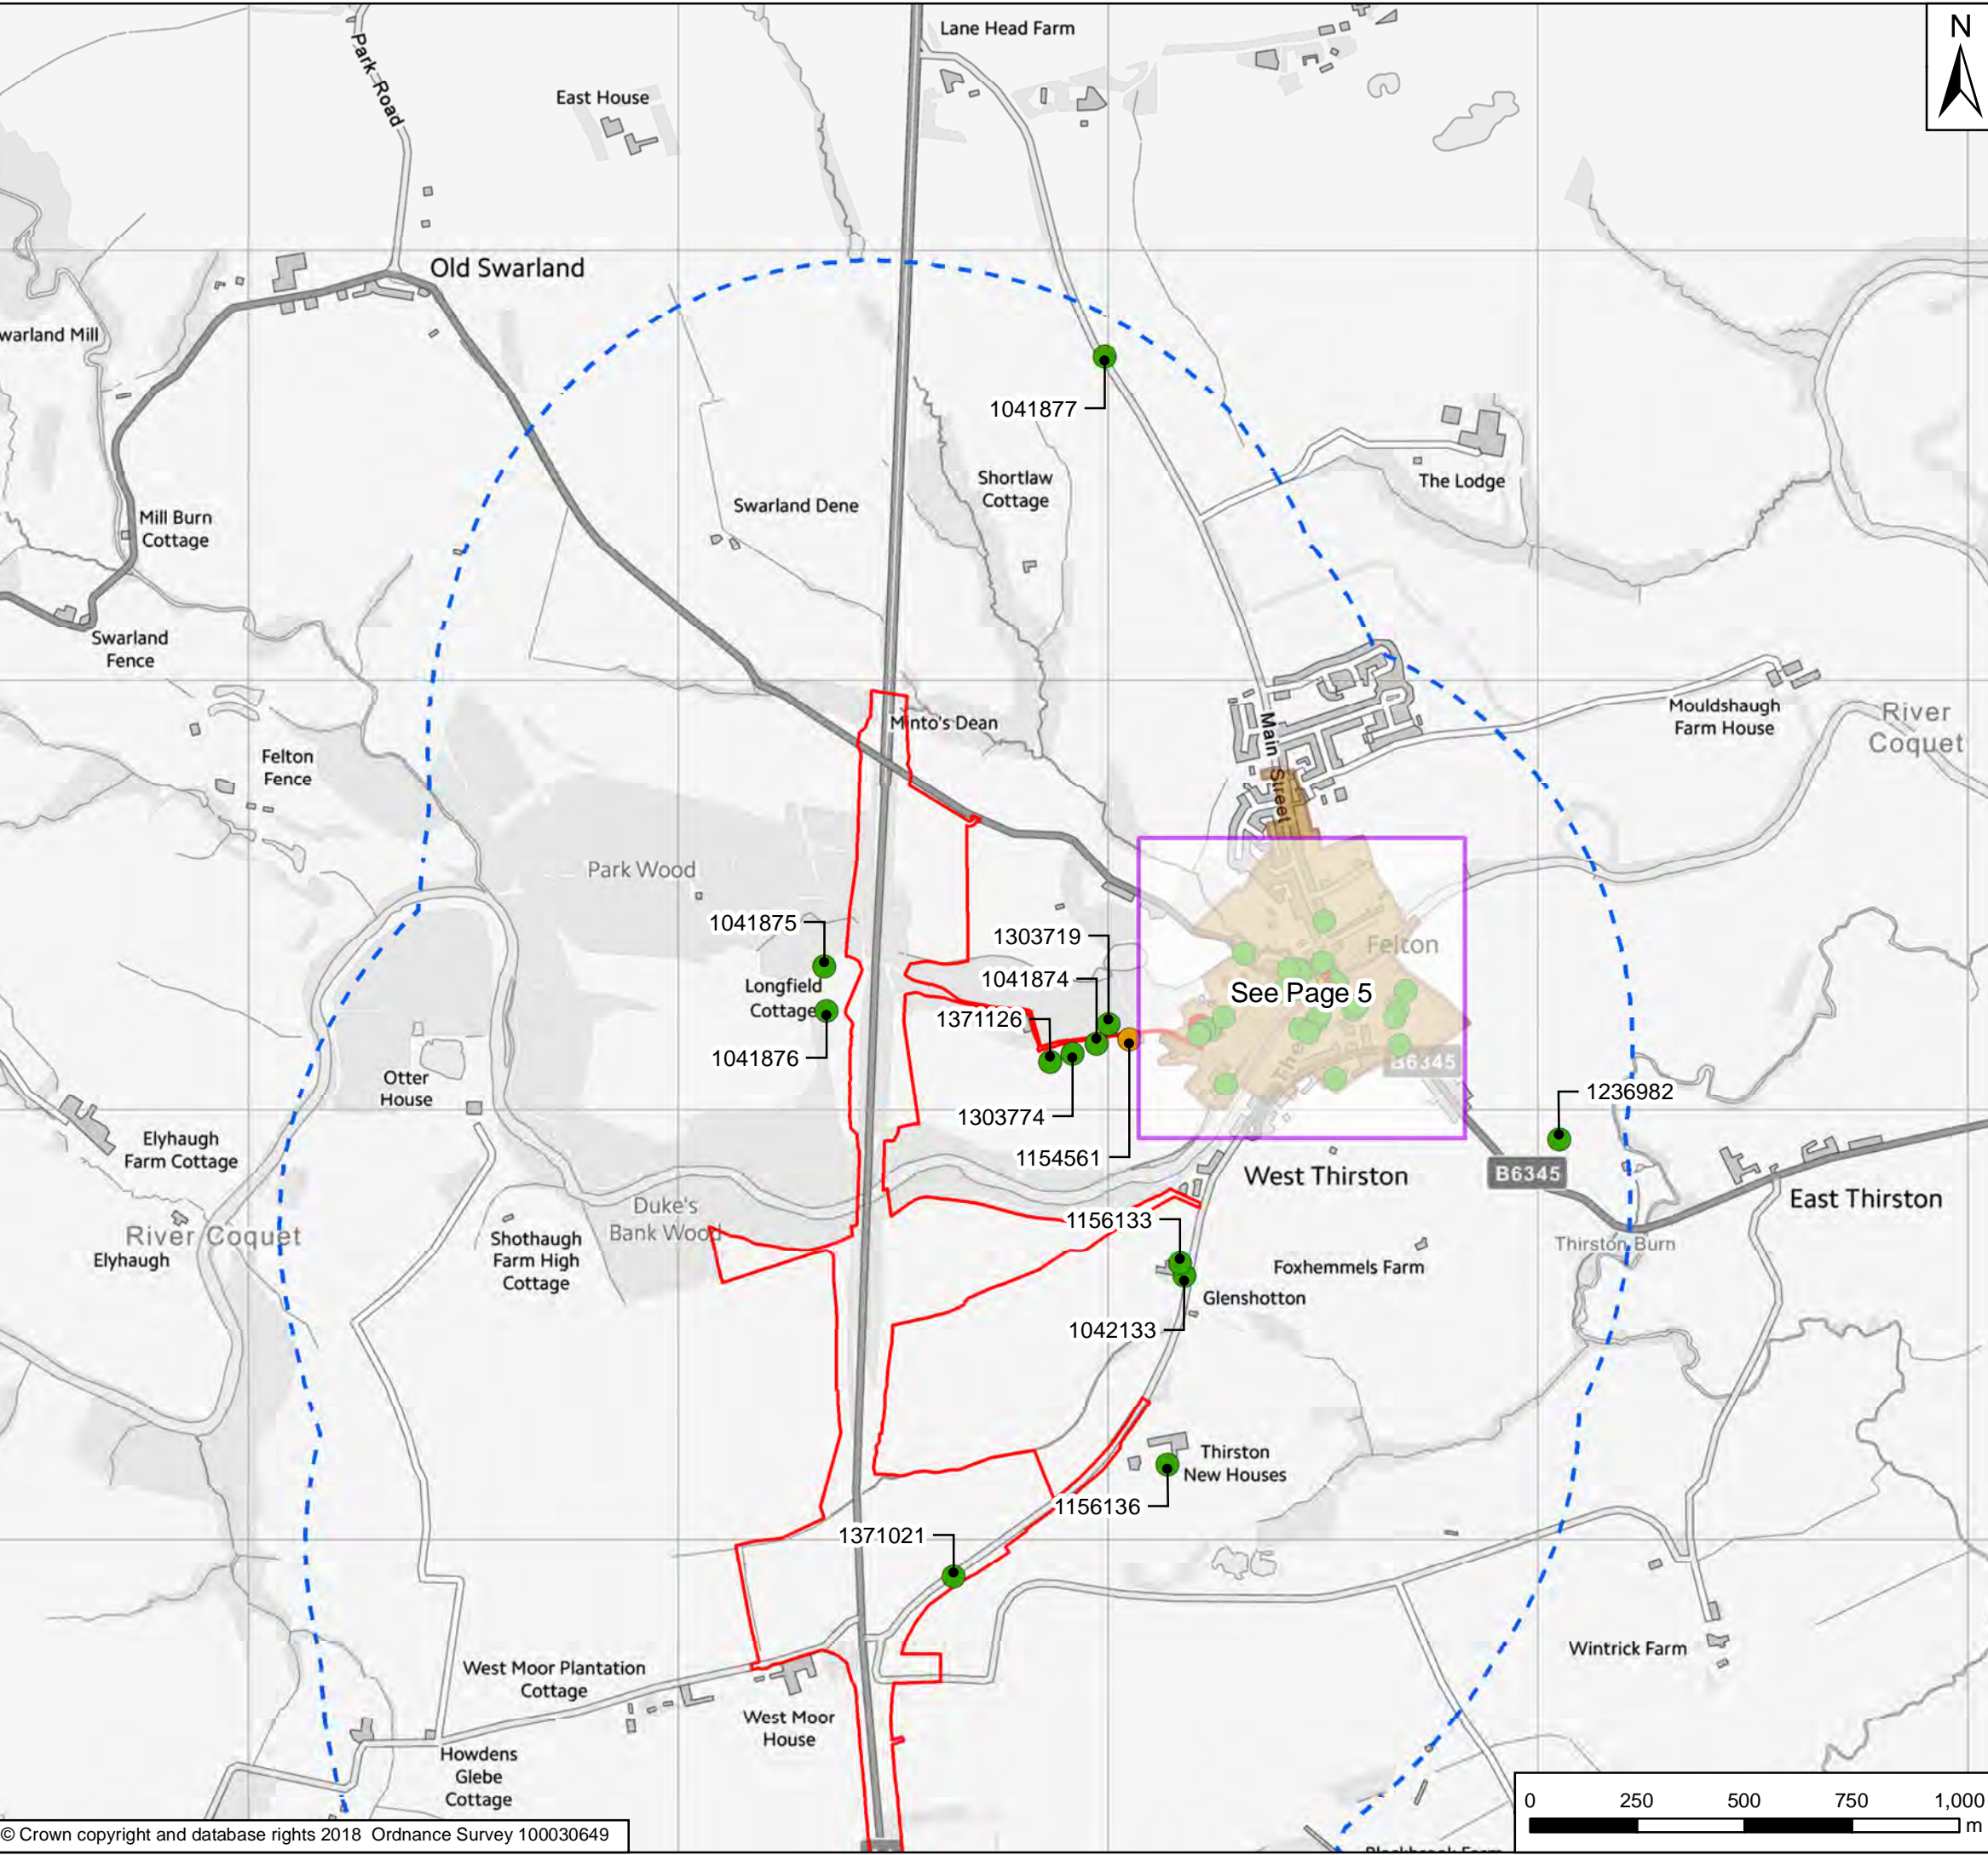 N
Lane Head Farm
Park Road
East House
Old Swarland
warland Mill
1041877
Shortlaw
Cottage
The Lodge
Swarland Dene
Mill Burn
Cottage
Swarland
Fence
Minto's Dean
Main
Street
Mouldshaugh
Farm House
River
Coquet
Felton
Fence
Park Wood
1041875
1303719
Felton
1041874
Longfield
Cottage
See Page 5
1371126
1041876
The
B6345
Otter
House
1303774
1236982
Elyhaugh
Farm Cottage
1154561
West Thirston
B6345
East Thirston
Duke's
Bank Wood
1156133
River Coquet
Elyhaugh
Shothaugh
Farm High
Cottage
Thirston Burn
Foxhemmels Farm
Glenshotton
1042133
Thirston
New Houses
1156136
1371021
Wintrick Farm
West Moor Plantation
Cottage
West Moor
House
Howdens
Glebe
Cottage
0 250 500 750 1,000
m
© Crown copyright and database rights 2018 Ordnance Survey 100030649